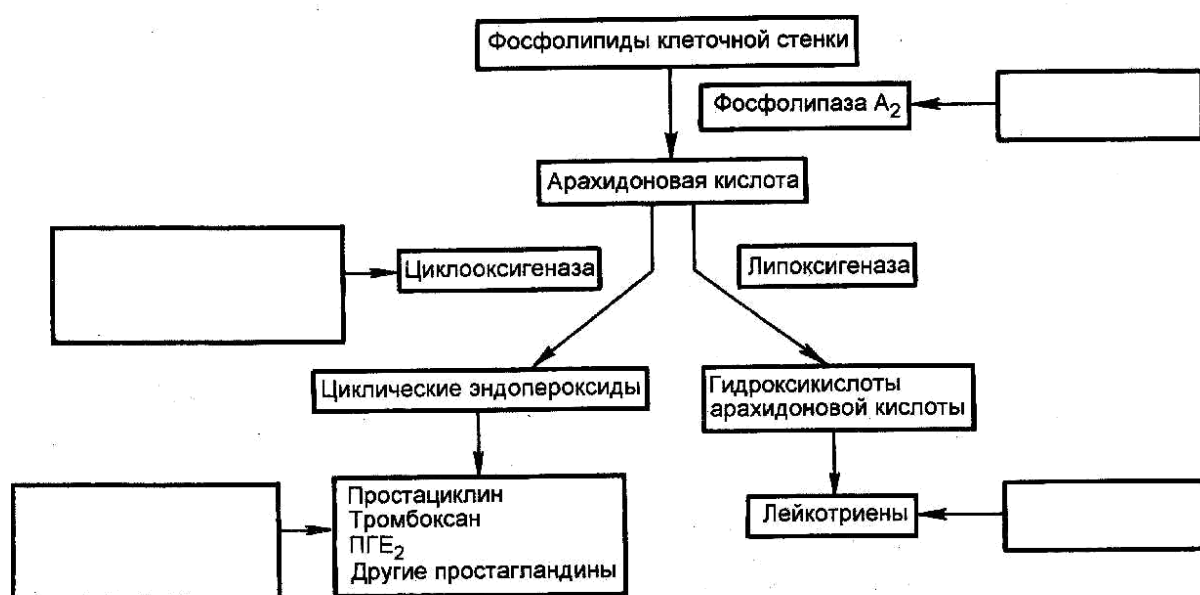 Фосфолипиды клеточной стенки
Фосфолипаза А₂
Арахидоновая кислота
Циклооксигеназа
Липоксигеназа
Циклические эндопероксиды
Гидроксикислоты
арахидоновой кислоты
Простациклин
Тромбоксан
ПГЕ₂
Другие простагландины
Лейкотриены